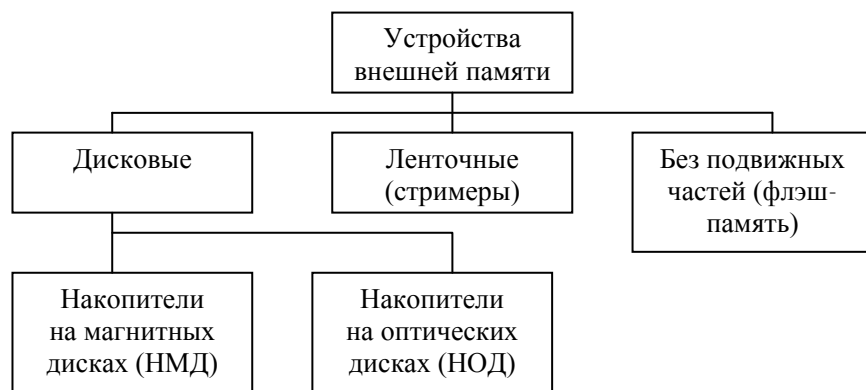 Устройства
внешней памяти
Дисковые
Ленточные
(стримеры)
Без подвижных
частей (флэш-
память)
Накопители
на магнитных
дисках (НМД)
Накопители
на оптических
дисках (НОД)